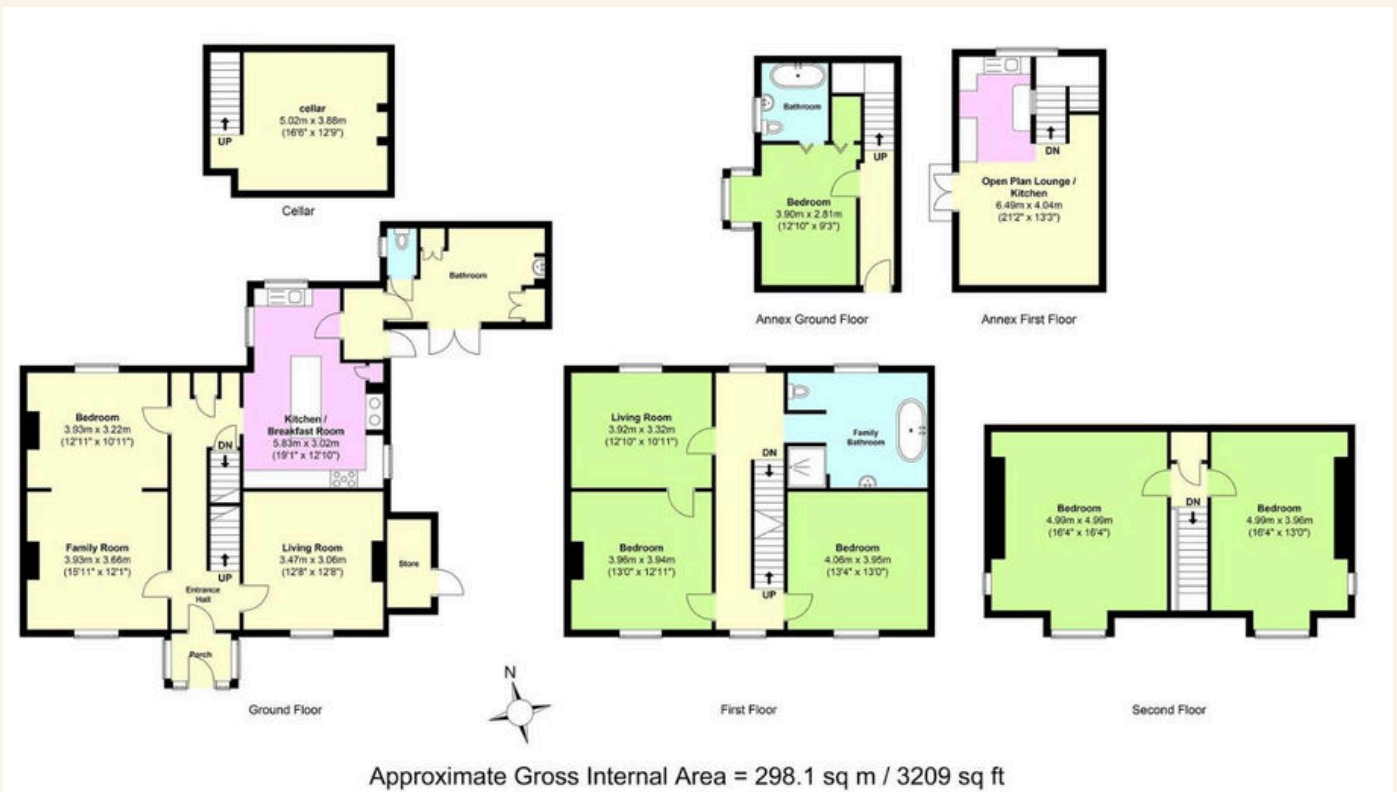 cellar
5.02m x 3.88m
(16'6" x 12'9")
UP
Cellar
Bathroom
UP
Bedroom
3.90m x 2.81m
(12'10" x 9'3")
Annex Ground Floor
DN
Open Plan Lounge /
Kitchen
6.49m x 4.04m
(21'2" x 13'3")
Annex First Floor
Bathroom
Bedroom
3.93m x 3.22m
(12'11" x 10'11")
Kitchen /
Breakfast Room
5.83m x 3.02m
(19'1" x 12'10")
DN
Family Room
3.93m x 3.66m
(15'11" x 12'1")
UP
Entrance
Hall
Living Room
3.47m x 3.06m
(12'8" x 12'8")
Store
Porch
Ground Floor
Living Room
3.92m x 3.32m
(12'10" x 10'11")
Family
Bathroom
DN
Bedroom
3.96m x 3.94m
(13'0" x 12'11")
UP
Bedroom
4.06m x 3.95m
(13'4" x 13'0")
First Floor
Bedroom
4.99m x 4.99m
(16'4" x 16'4")
DN
Bedroom
4.99m x 3.96m
(16'4" x 13'0")
Second Floor
N
Approximate Gross Internal Area = 298.1 sq m / 3209 sq ft